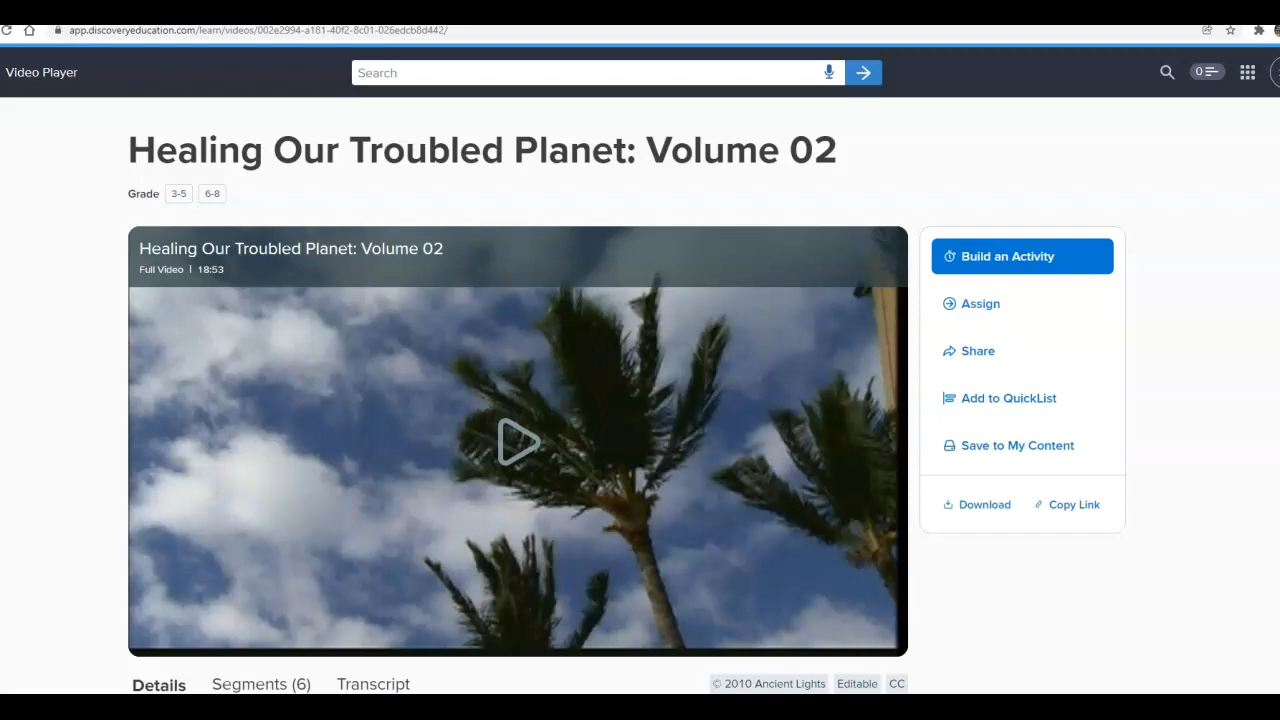 app.discoveryeducation.com/learn/videos/002e2994-a181-40f2-8c01-026edcb8d442/
Video Player
Search
0
Healing Our Troubled Planet: Volume 02
Grade 3-5 6-8
Healing Our Troubled Planet: Volume 02
Full Video | 18:53
Build an Activity
Assign
Share
Add to QuickList
Save to My Content
Download Copy Link
Details Segments (6) Transcript
© 2010 Ancient Lights Editable CC